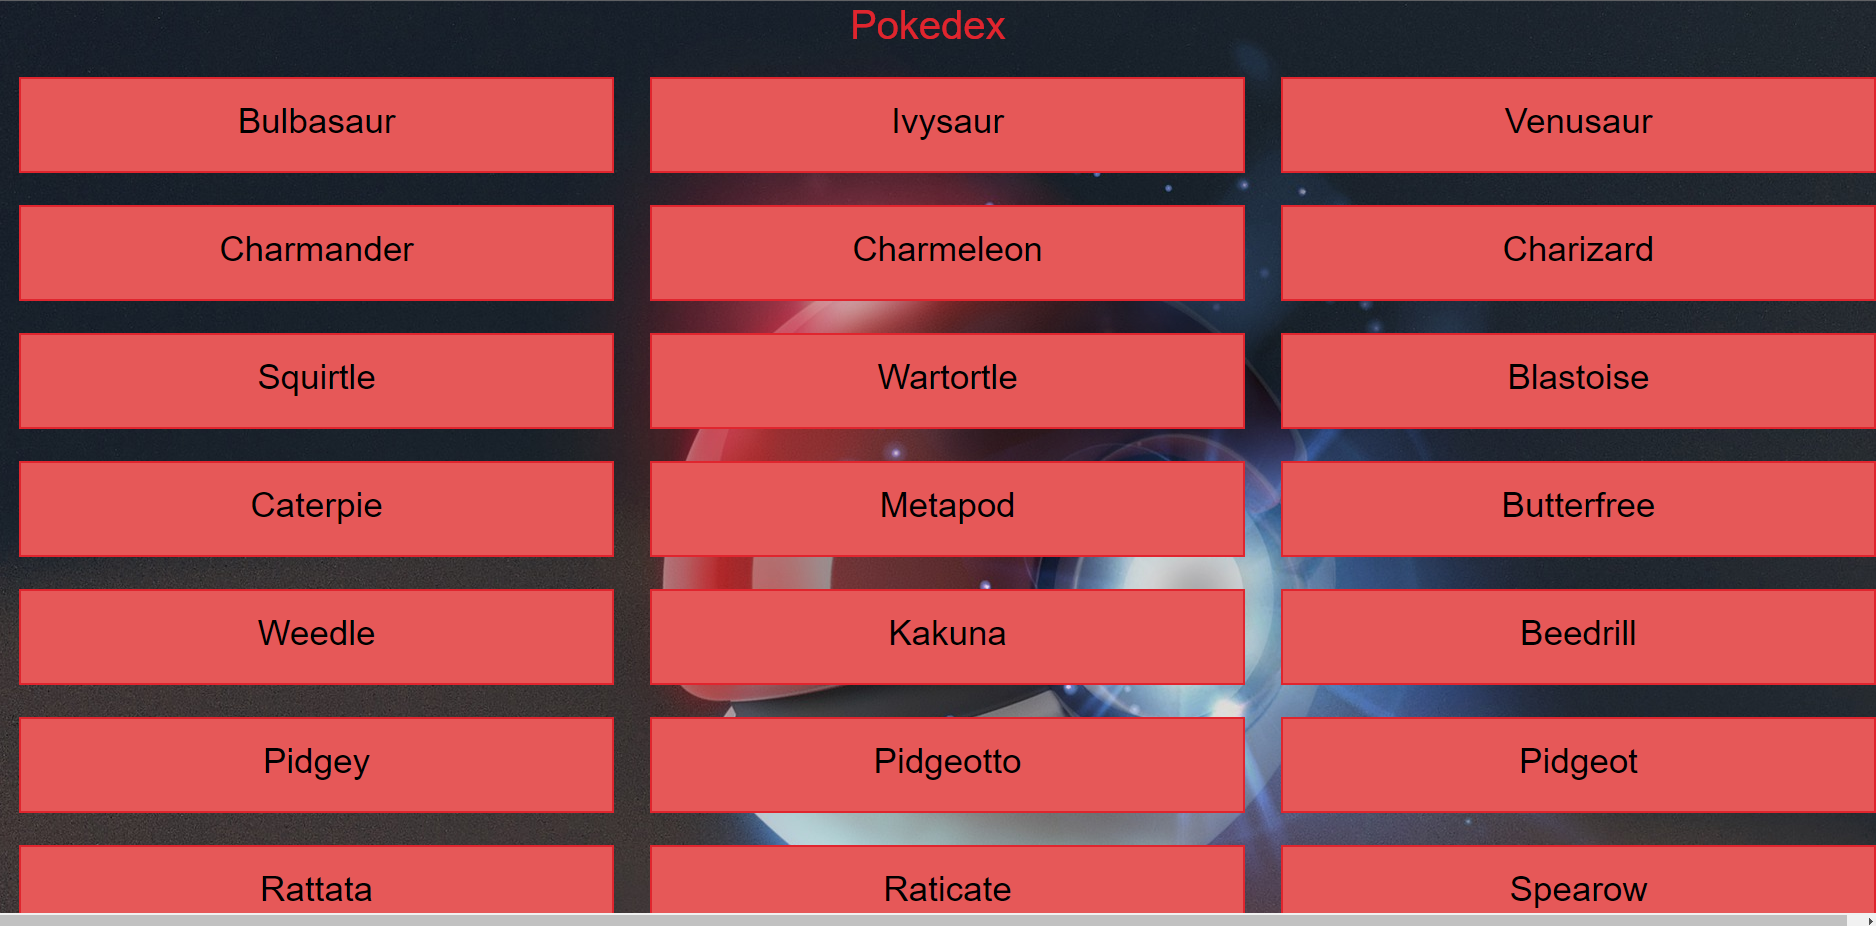 Pokedex
Bulbasaur Ivysaur Venusaur
Charmander Charmeleon Charizard
Squirtle Wartortle Blastoise
Caterpie Metapod Butterfree
Weedle Kakuna Beedrill
Pidgey Pidgeotto Pidgeot
Rattata Raticate Spearow